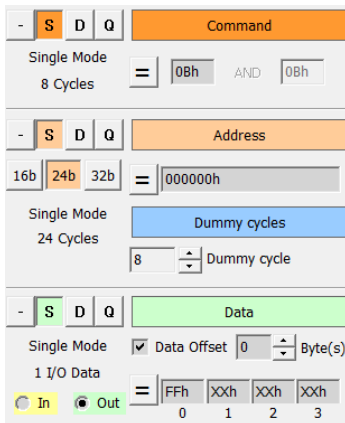 - S D Q Command
Single Mode
8 Cycles
= 0Bh AND 0Bh
- S D Q Address
16b 24b 32b = 000000h
Single Mode
24 Cycles
Dummy cycles
8 Dummy cycle
- S D Q Data
Single Mode
Data Offset 0 Byte(s)
1 I/O Data
In Out
= FFh XXh XXh XXh
0 1 2 3